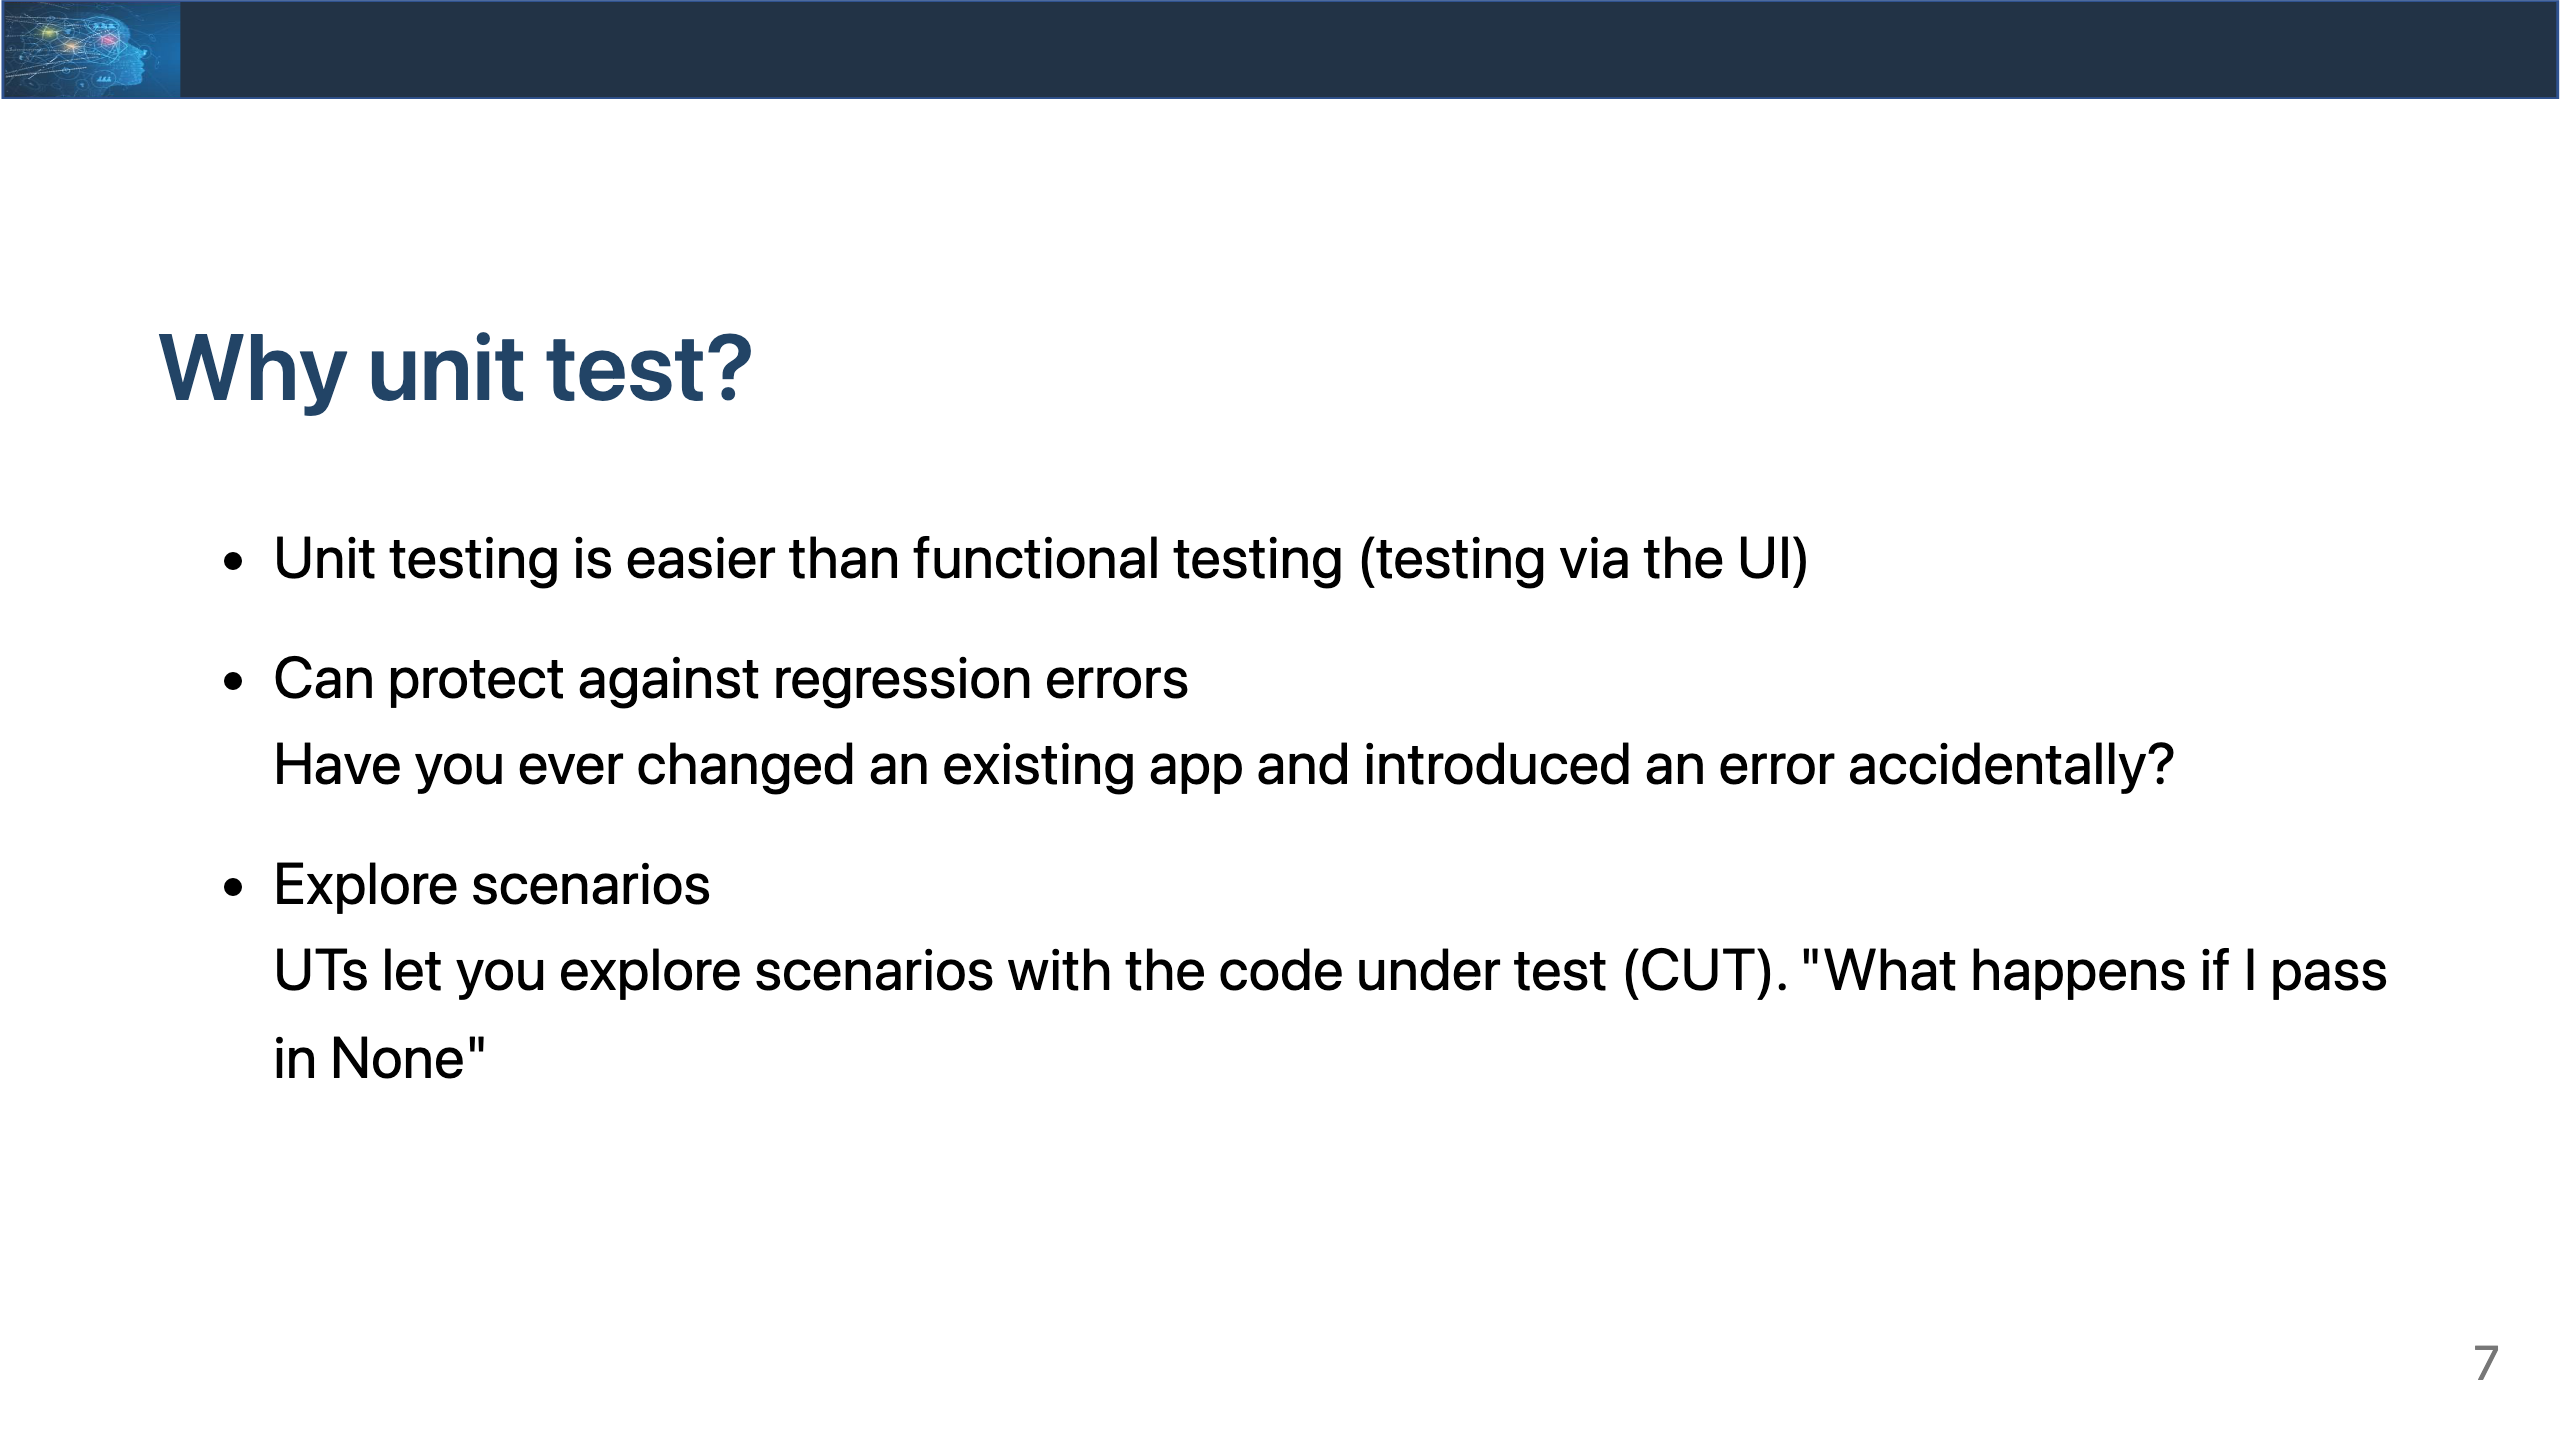 Why unit test?
• Unit testing is easier than functional testing (testing via the UI)
• Can protect against regression errors
Have you ever changed an existing app and introduced an error accidentally?
• Explore scenarios
UTs let you explore scenarios with the code under test (CUT). "What happens if I pass
in None"
7